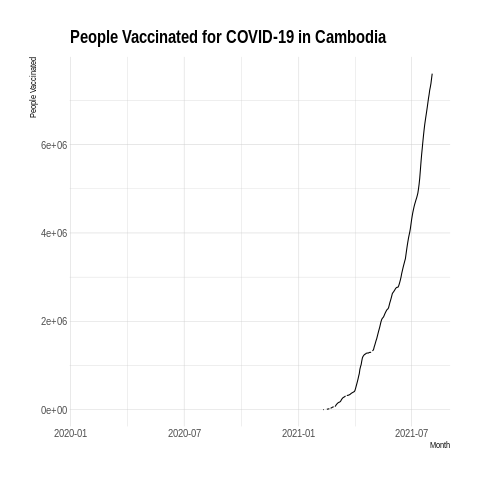 People Vaccinated for COVID-19 in Cambodia
People Vaccinated
6e+06
4e+06
2e+06
0e+00
2020-01 2020-07 2021-01 2021-07
Month